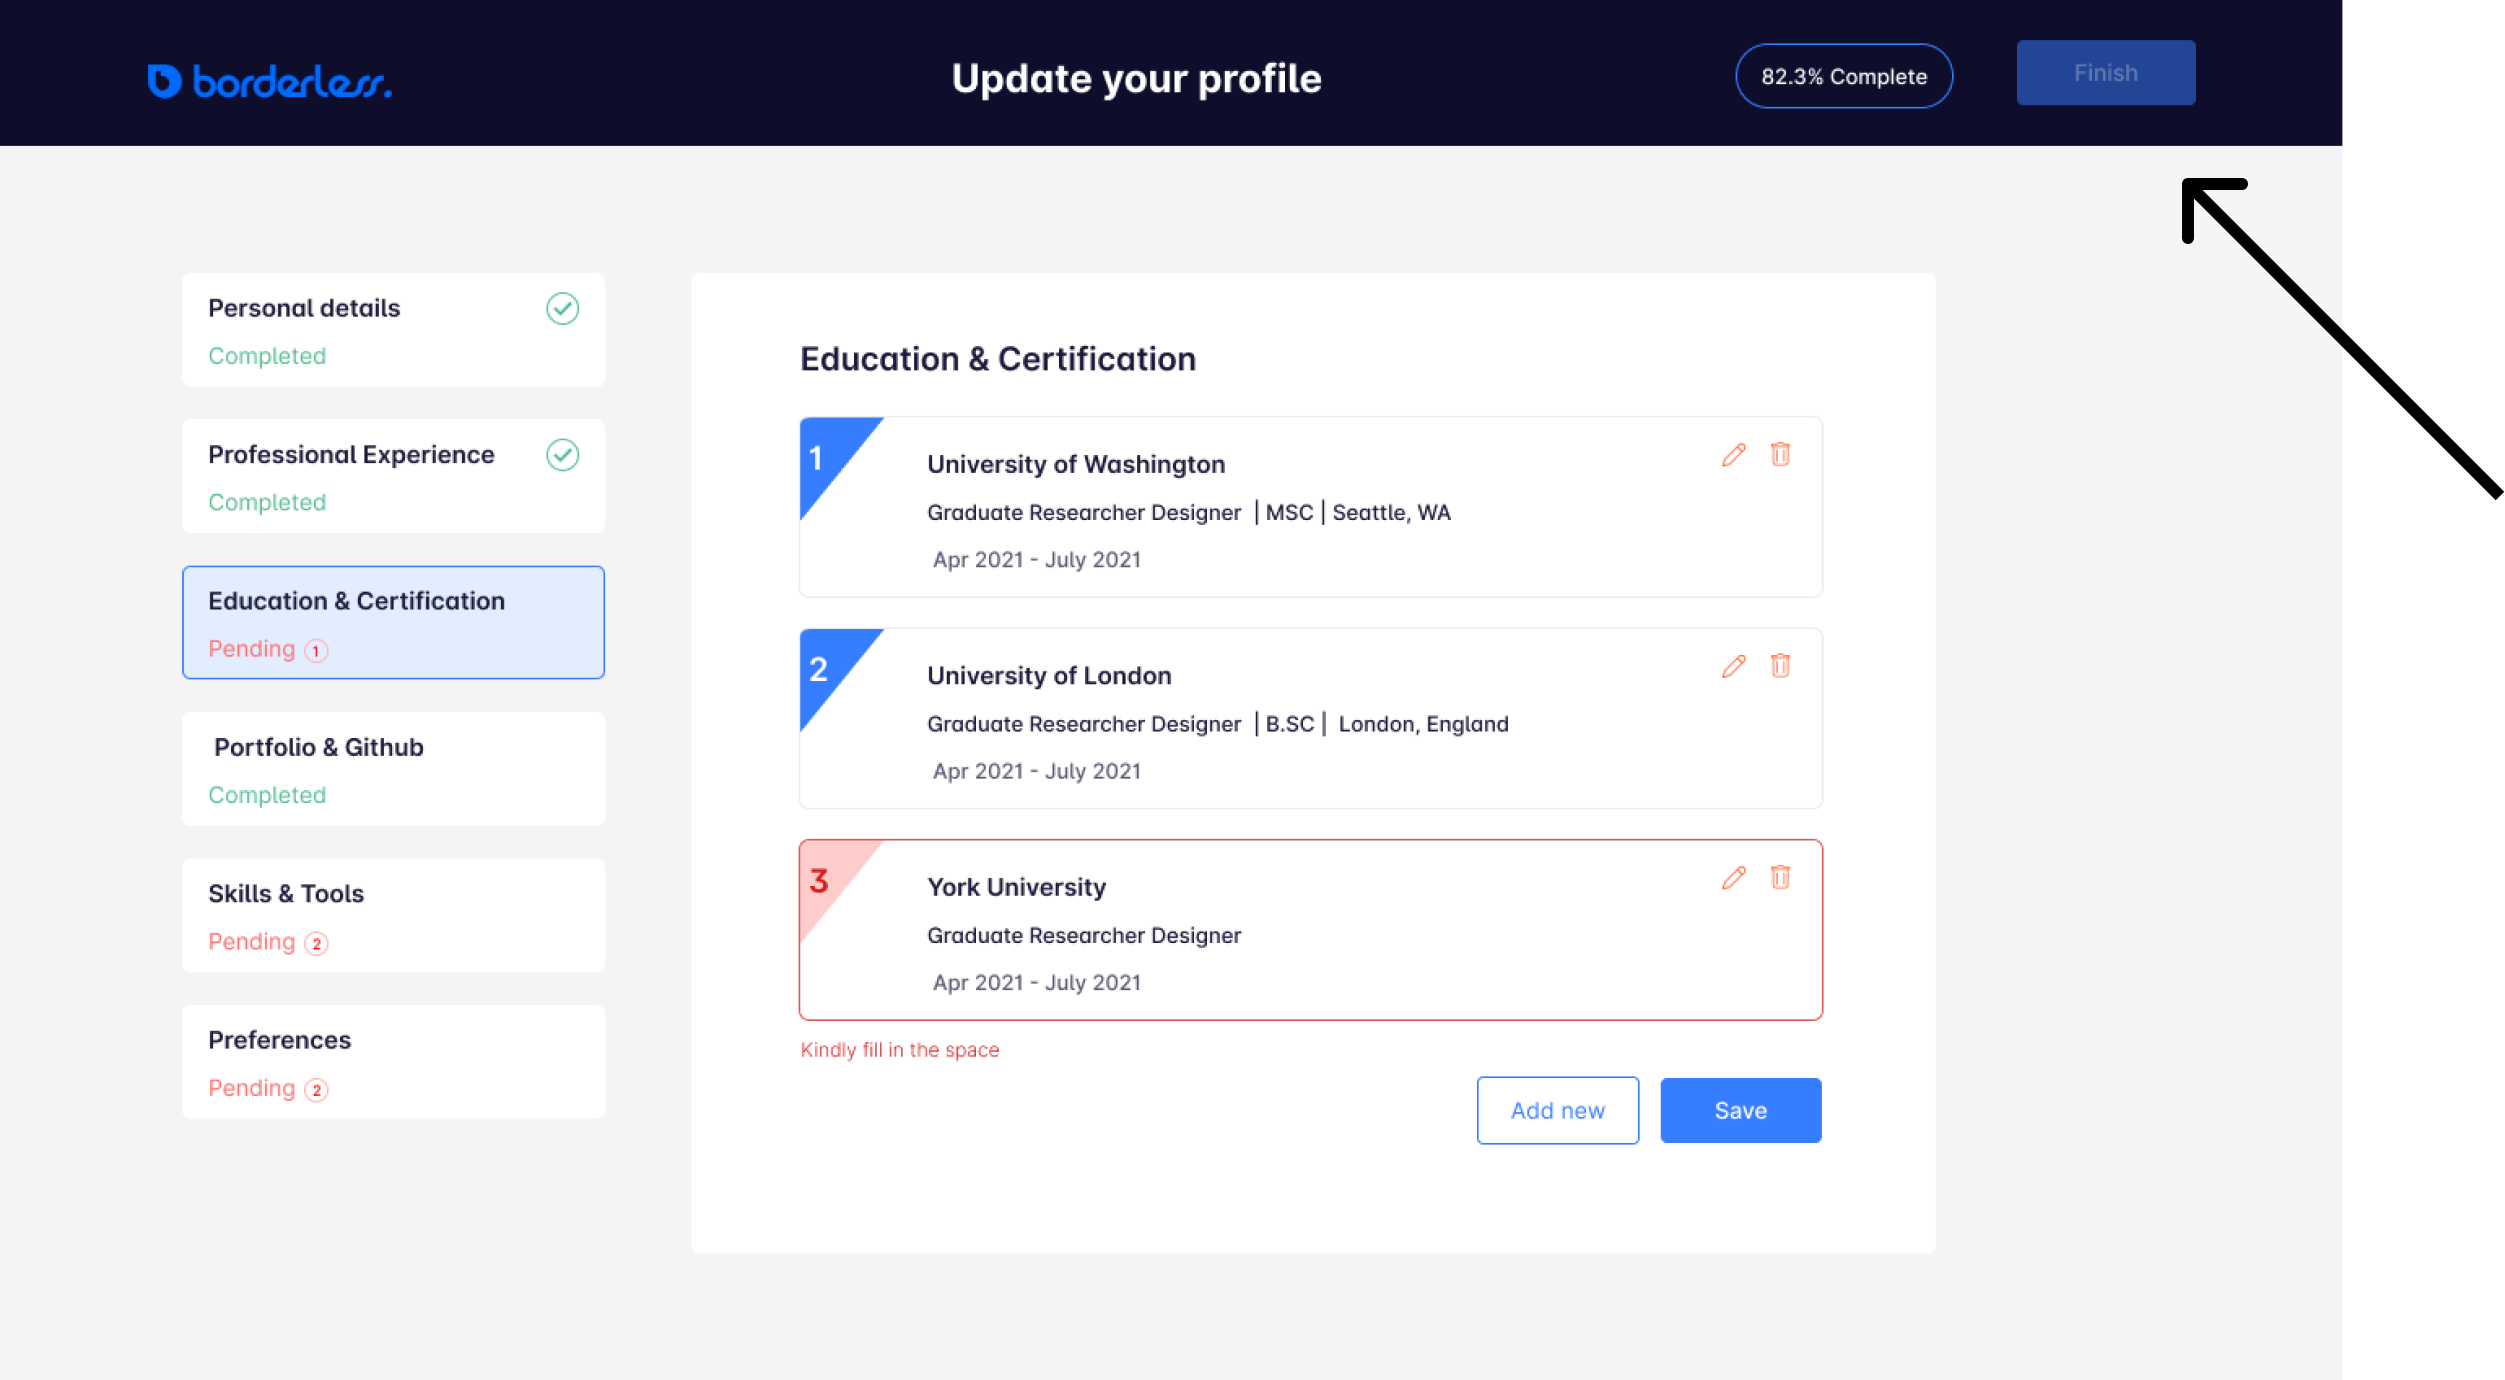 borderless.
Update your profile
82.3% Complete
Finish
Personal details
Completed
Professional Experience
Completed
Education & Certification
Pending 1
Portfolio & Github
Completed
Skills & Tools
Pending 2
Preferences
Pending 2
Education & Certification
1
University of Washington
Graduate Researcher Designer | MSC | Seattle, WA
Apr 2021 - July 2021
2
University of London
Graduate Researcher Designer | B.SC | London, England
Apr 2021 - July 2021
3
York University
Graduate Researcher Designer
Apr 2021 - July 2021
Kindly fill in the space
Add new
Save